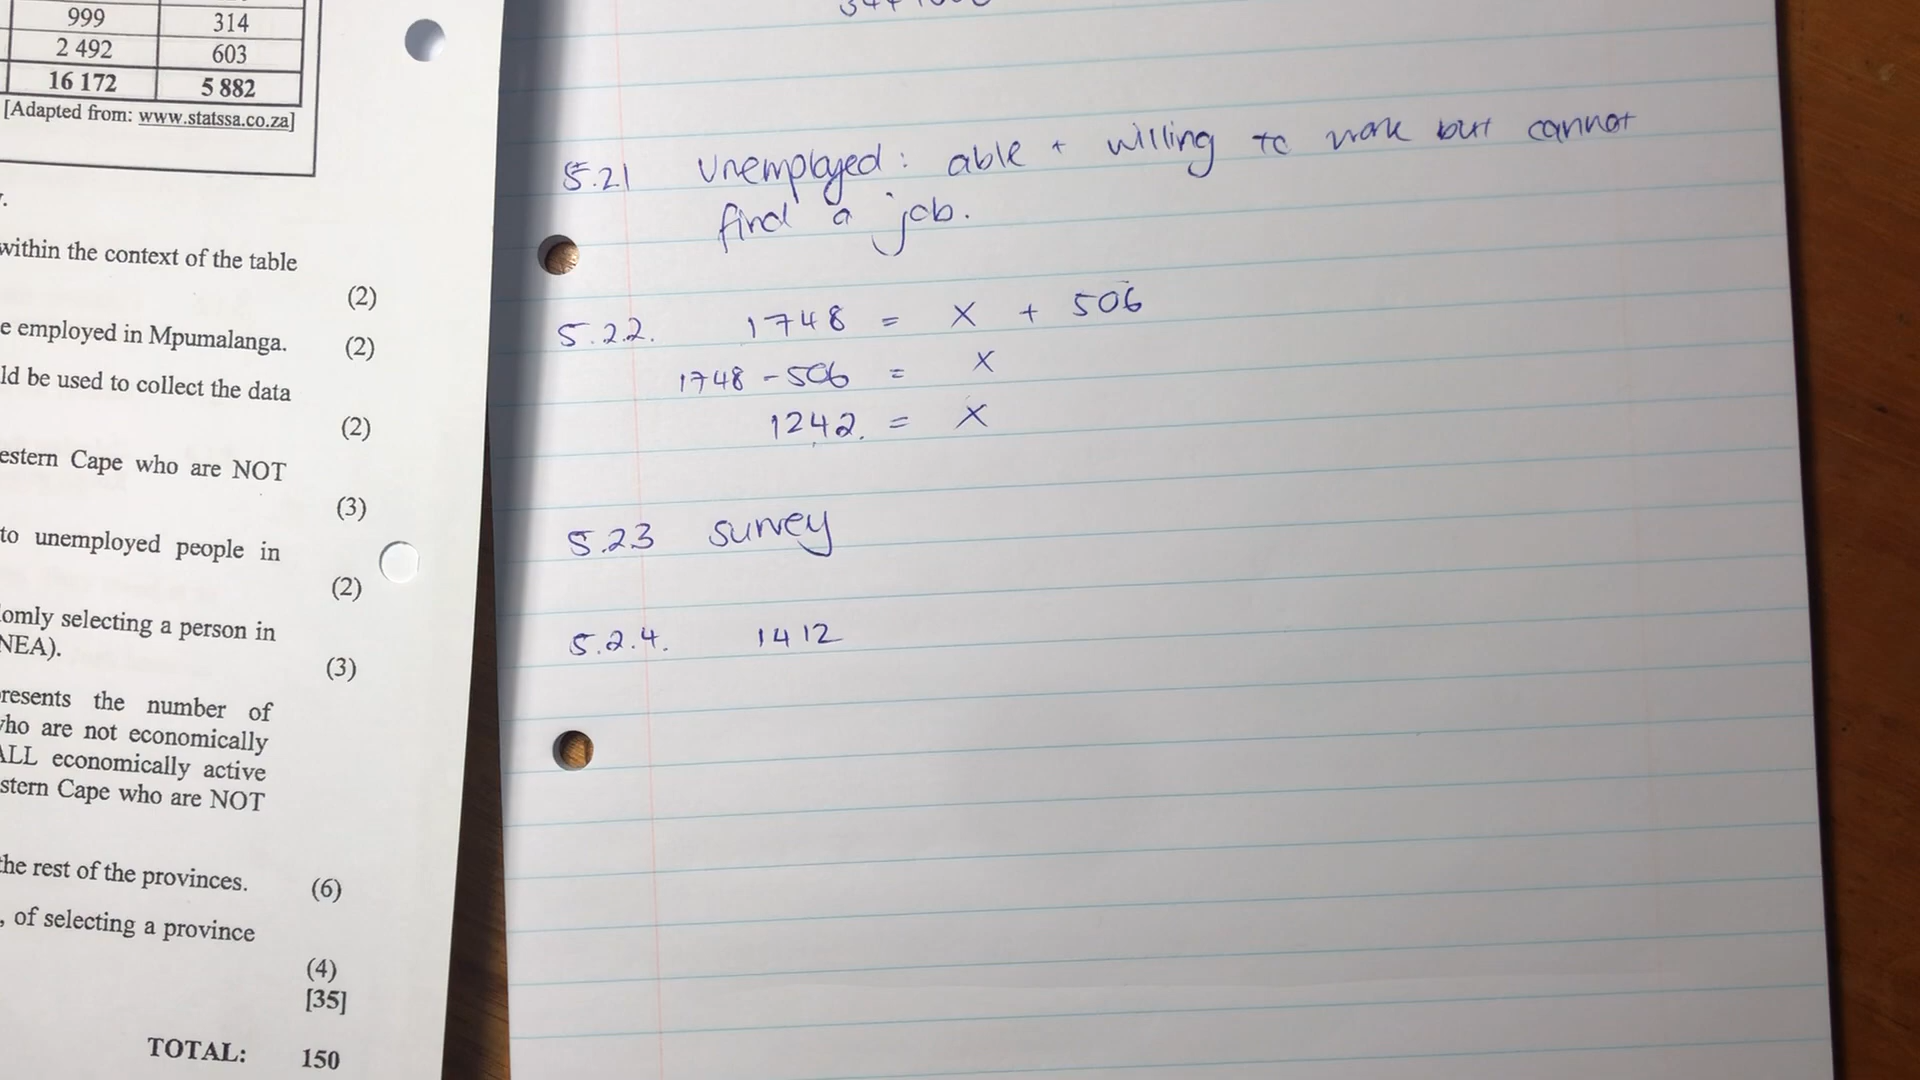 999 314
2 492 603
16 172 5 882
[Adapted from: www.statssa.co.za]
within the context of the table
(2)
e employed in Mpumalanga. (2)
ld be used to collect the data
(2)
estern Cape who are NOT
(3)
to unemployed people in
(2)
omly selecting a person in
NEA).
(3)
resents the number of
ho are not economically
ALL economically active
stern Cape who are NOT
the rest of the provinces. (6)
, of selecting a province
(4)
[35]
TOTAL: 150
5.21 Unemployed: able + willing to work but cannot
find a job.
5.2.2. 1748 = X + 506
1748 - 506 = X
1242. = X
5.23 survey
5.2.4. 1412